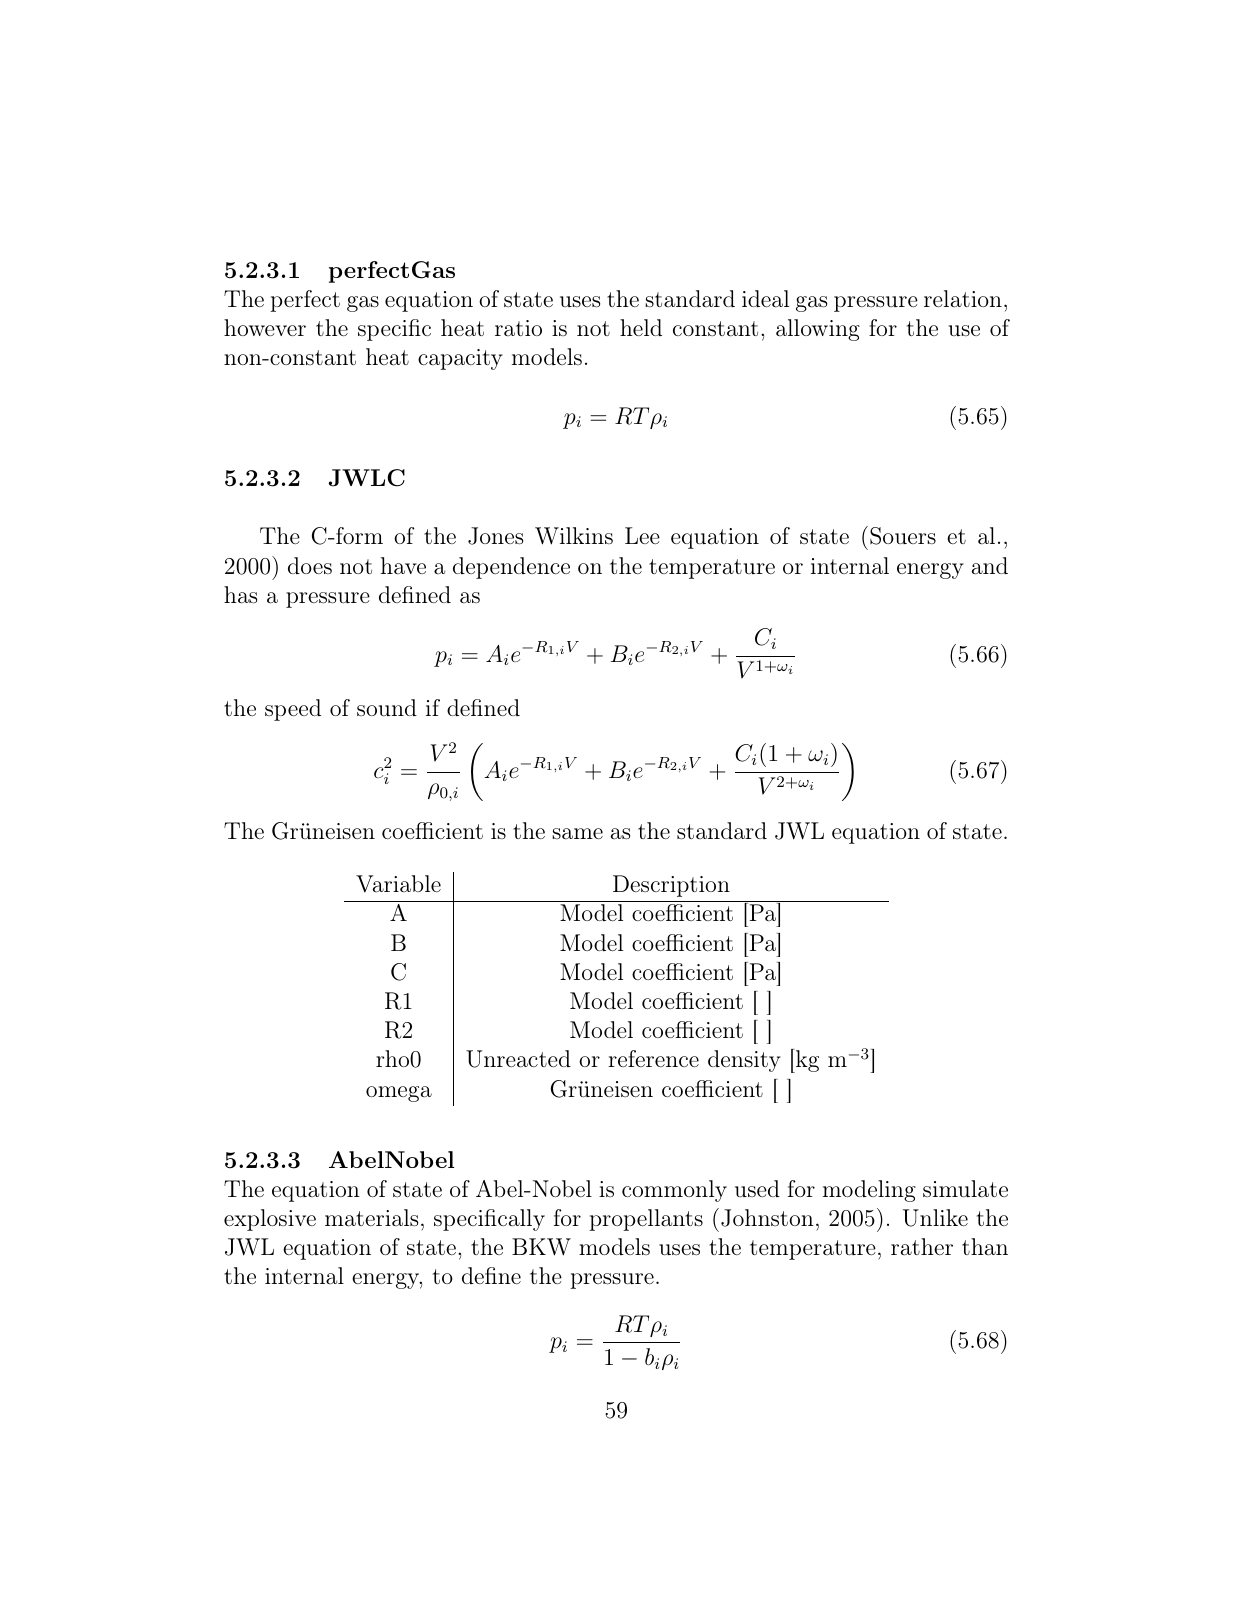 5.2.3.1 perfectGas
The perfect gas equation of state uses the standard ideal gas pressure relation,
however the specific heat ratio is not held constant, allowing for the use of
non-constant heat capacity models.
p_i = RTρ_i (5.65)
5.2.3.2 JWLC
The C-form of the Jones Wilkins Lee equation of state (Souers et al.,
2000) does not have a dependence on the temperature or internal energy and
has a pressure defined as
p_i = A_i e^{-R_{1,i}V} + B_i e^{-R_{2,i}V} + \frac{C_i}{V^{1+ω_i}} (5.66)
the speed of sound if defined
c_i^2 = \frac{V^2}{ρ_{0,i}} \left( A_i e^{-R_{1,i}V} + B_i e^{-R_{2,i}V} + \frac{C_i(1 + ω_i)}{V^{2+ω_i}} \right) (5.67)
The Grüneisen coefficient is the same as the standard JWL equation of state.
Variable Description
A Model coefficient [Pa]
B Model coefficient [Pa]
C Model coefficient [Pa]
R1 Model coefficient [ ]
R2 Model coefficient [ ]
rho0 Unreacted or reference density [kg m^{-3}]
omega Grüneisen coefficient [ ]
5.2.3.3 AbelNobel
The equation of state of Abel-Nobel is commonly used for modeling simulate
explosive materials, specifically for propellants (Johnston, 2005). Unlike the
JWL equation of state, the BKW models uses the temperature, rather than
the internal energy, to define the pressure.
p_i = \frac{RTρ_i}{1 - b_iρ_i} (5.68)
59